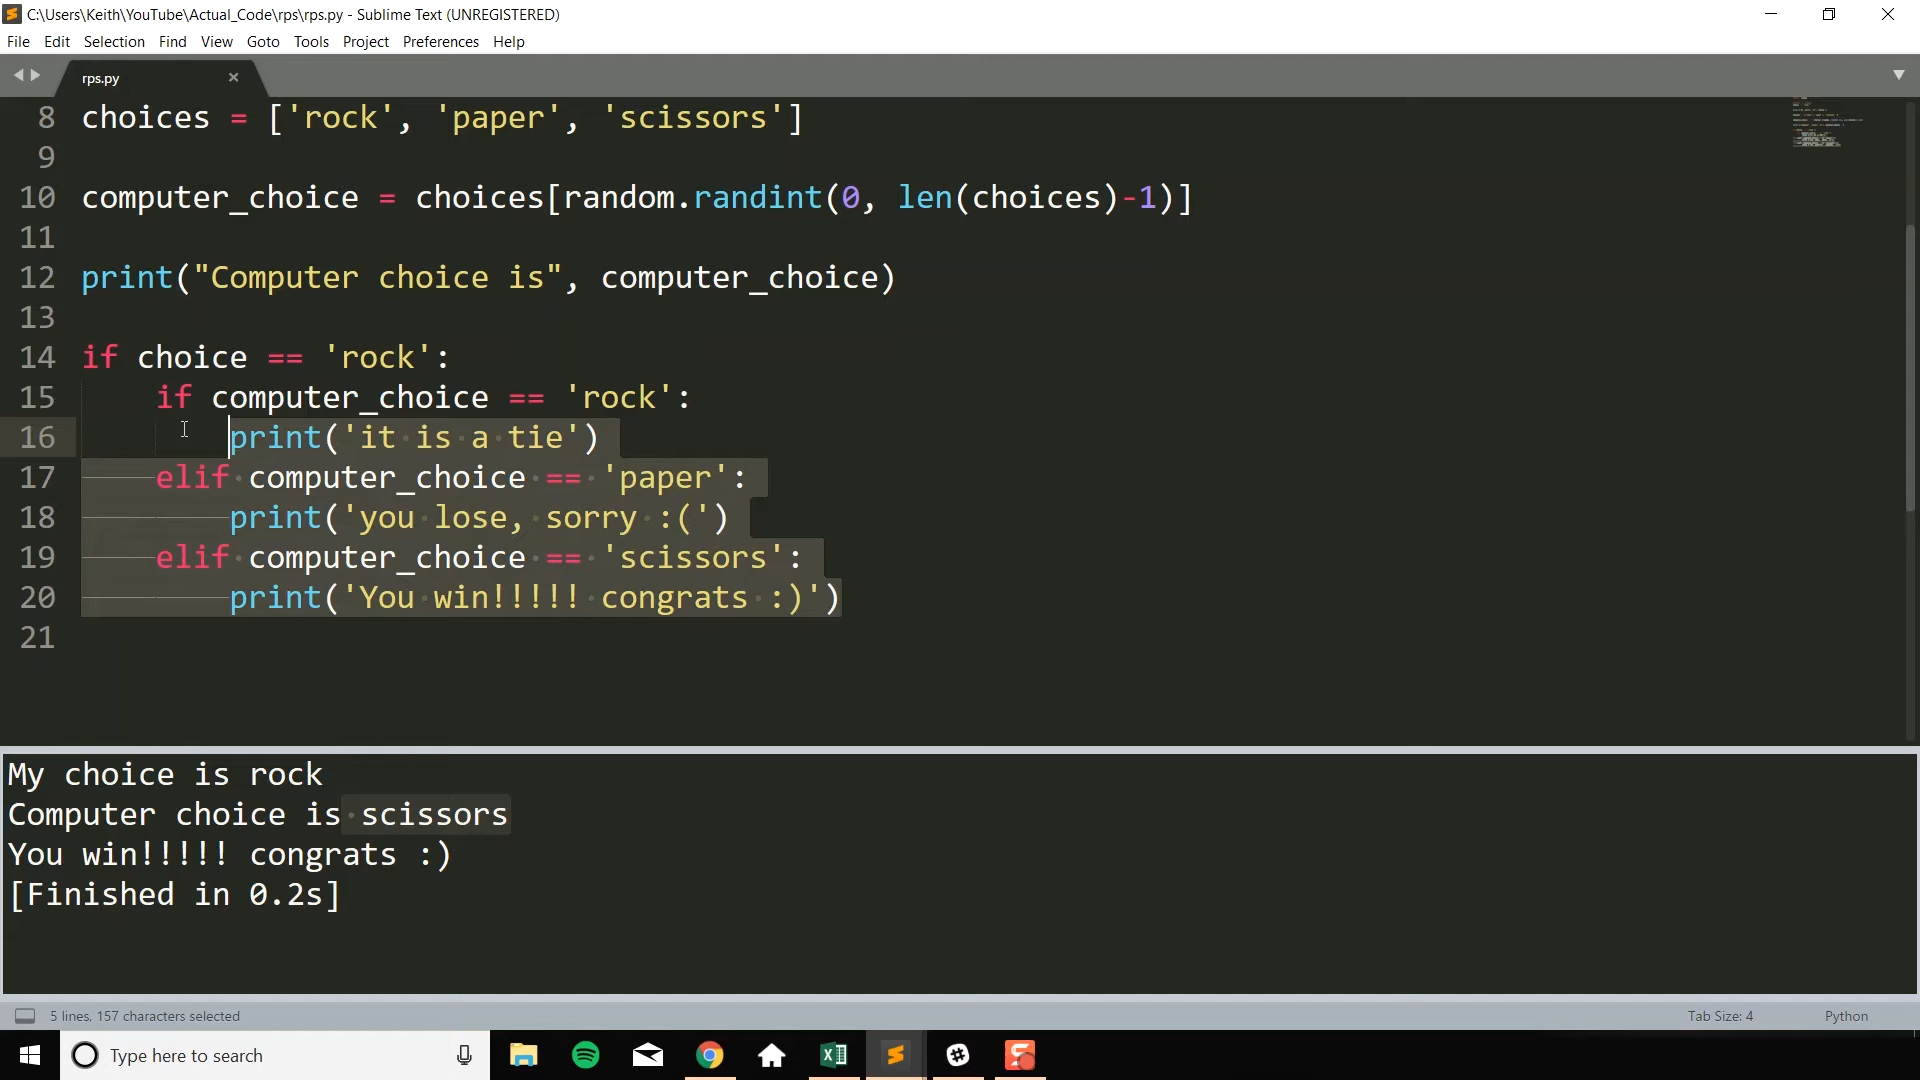 C:\Users\Keith\YouTube\Actual_Code\rps\rps.py - Sublime Text (UNREGISTERED)
File Edit Selection Find View Goto Tools Project Preferences Help
rps.py
8 choices = ['rock', 'paper', 'scissors']
9
10 computer_choice = choices[random.randint(0, len(choices)-1)]
11
12 print("Computer choice is", computer_choice)
13
14 if choice == 'rock':
15 if computer_choice == 'rock':
16 print('it is a tie')
17 elif computer_choice == 'paper':
18 print('you lose, sorry :(')
19 elif computer_choice == 'scissors':
20 print('You win!!!!! congrats :)')
21
My choice is rock
Computer choice is scissors
You win!!!!! congrats :)
[Finished in 0.2s]
5 lines, 157 characters selected Tab Size: 4 Python
Type here to search